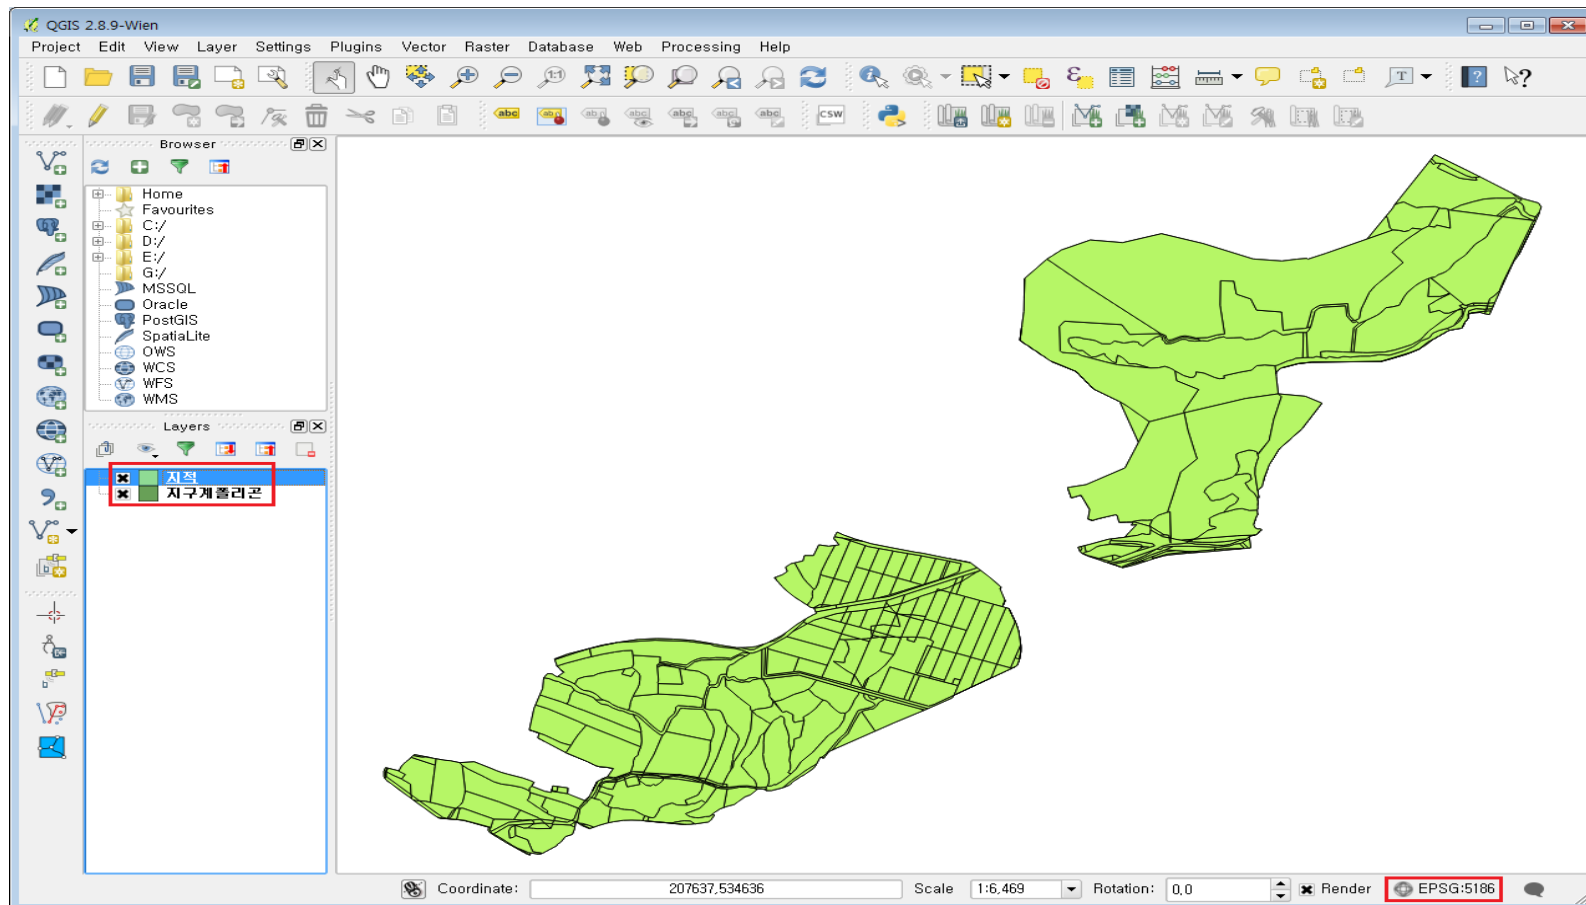 QGIS 2.8.9-Wien
Project Edit View Layer Settings Plugins Vector Raster Database Web Processing Help
Browser
Home
Favourites
C:/
D:/
E:/
G:/
MSSQL
Oracle
PostGIS
SpatiaLite
OWS
WCS
WFS
WMS
Layers
지적
지구계폴리곤
Coordinate: 207637,534636 Scale 1:6,469 Rotation: 0,0 Render EPSG:5186